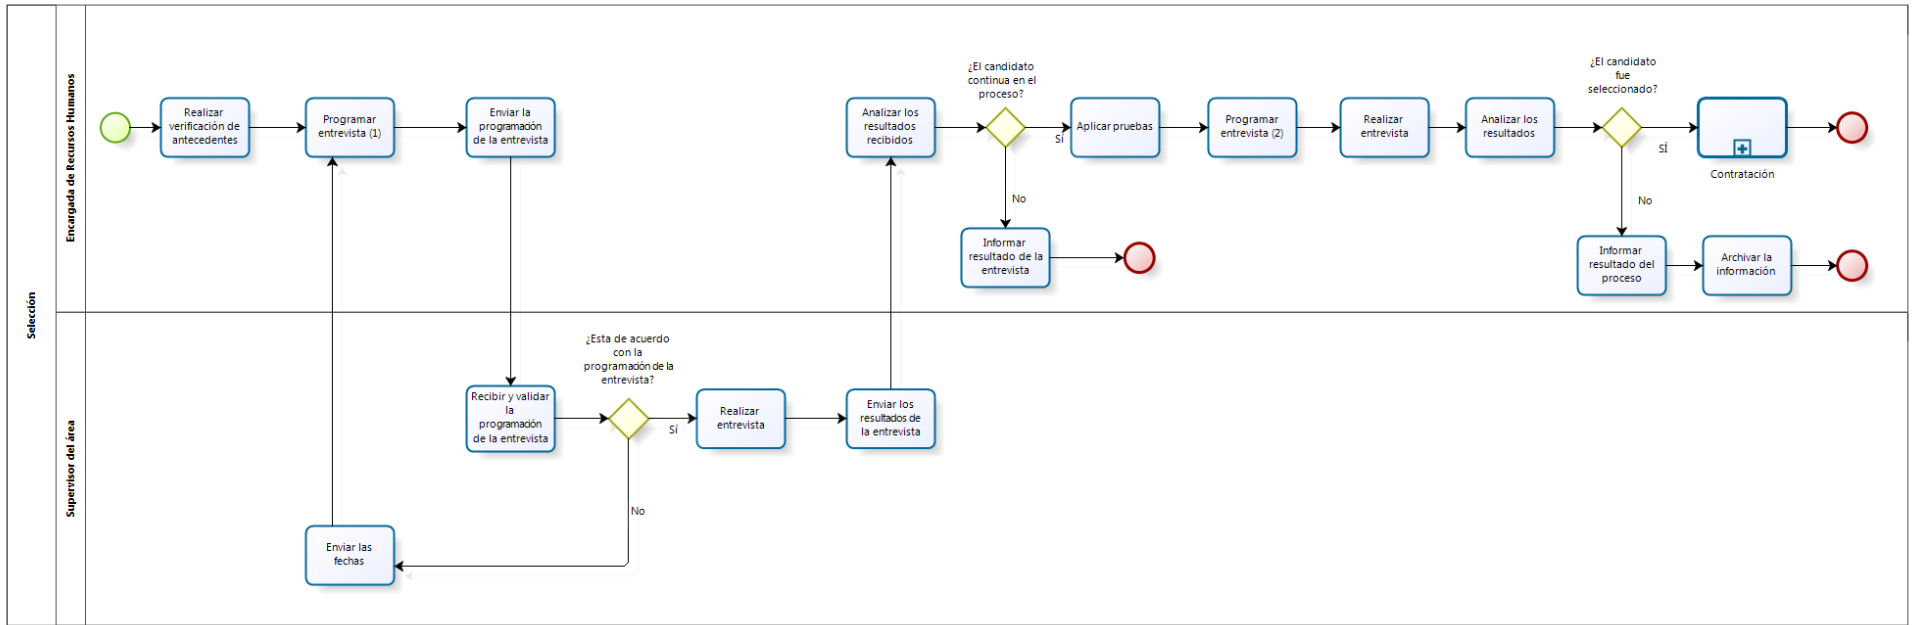 Selección
Encargada de Recursos Humanos
Realizar
verificación de
antecedentes
Programar
entrevista (1)
Enviar la
programación
de la entrevista
Analizar los
resultados
recibidos
¿El candidato
continua en el
proceso?
Sí
No
Informar
resultado de la
entrevista
Aplicar pruebas
Programar
entrevista (2)
Realizar
entrevista
Analizar los
resultados
¿El candidato
fue
seleccionado?
SÍ
No
Contratación
Informar
resultado del
proceso
Archivar la
información
Supervisor del área
Recibir y validar
la
programación
de la entrevista
¿Esta de acuerdo
con la
programación de la
entrevista?
Sí
No
Realizar
entrevista
Enviar los
resultados de
la entrevista
Enviar las
fechas